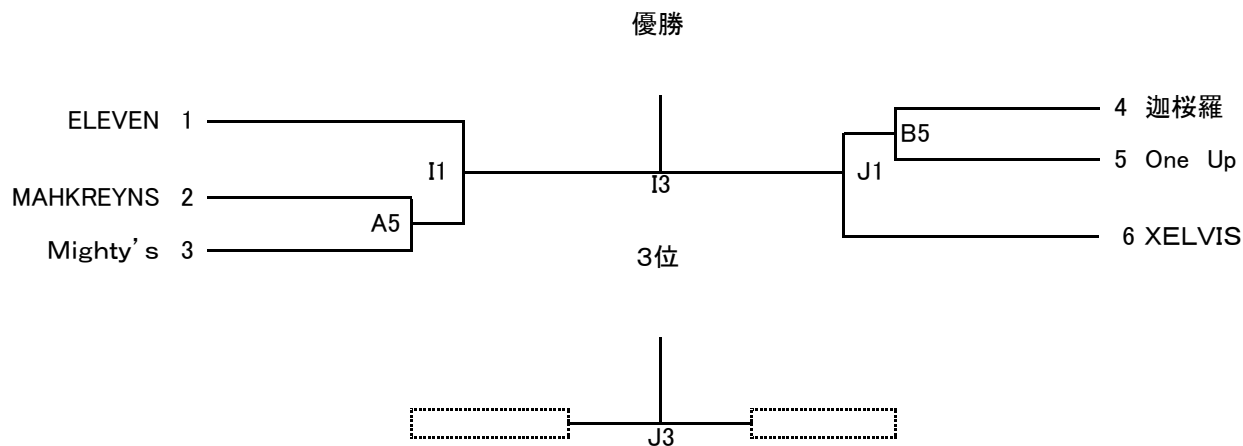 優勝
ELEVEN 1
4 迦桜羅
B5
5 One Up
I1
J1
I3
MAHKREYNS 2
A5
Mighty's 3
6 XELVIS
3位
J3